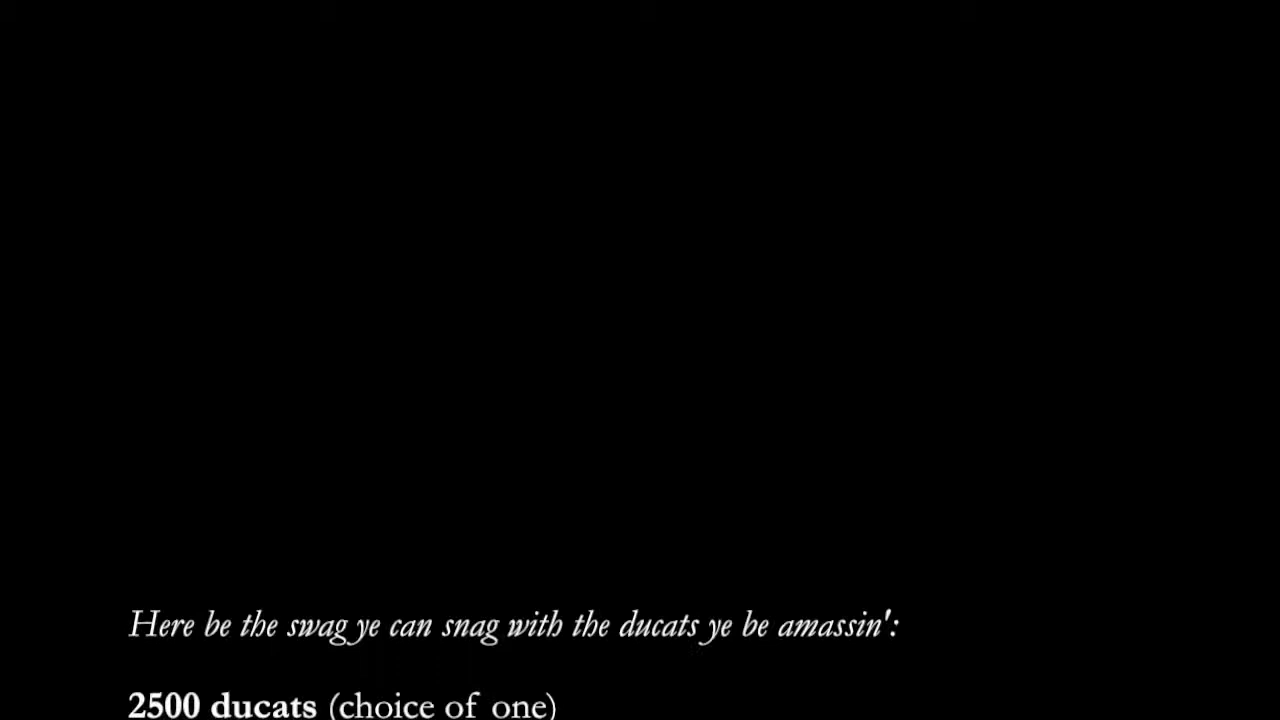 Here be the swag ye can snag with the ducats ye be amassin':
2500 ducats (choice of one)